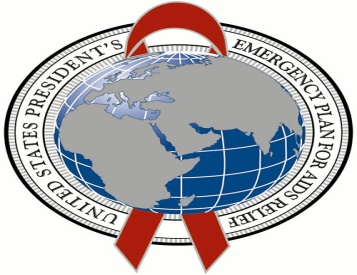 UNITED STATES PRESIDENT'S
EMERGENCY PLAN FOR AIDS RELIEF